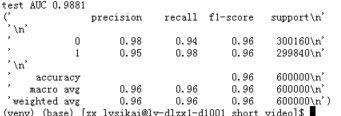 test AUC 0.9881
('              precision    recall  f1-score   support\n'
 '\n'
 '           0       0.98      0.94      0.96    300160\n'
 '           1       0.95      0.98      0.96    299840\n'
 '\n'
 '    accuracy                           0.96    600000\n'
 '   macro avg       0.96      0.96      0.96    600000\n'
 'weighted avg       0.96      0.96      0.96    600000\n')
(venv) (base) [zx_lvsikai@lv-dlzx1-d1001 short_video]$